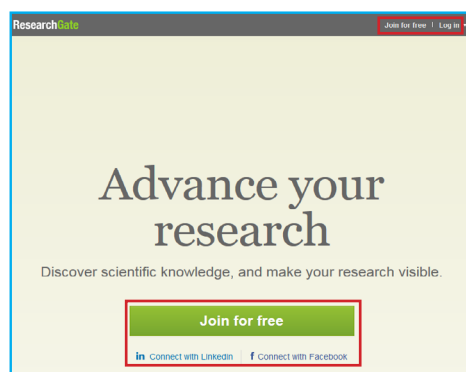 ResearchGate Join for free | Log in
Advance your
research
Discover scientific knowledge, and make your research visible.
Join for free
in Connect with Linkedin f Connect with Facebook